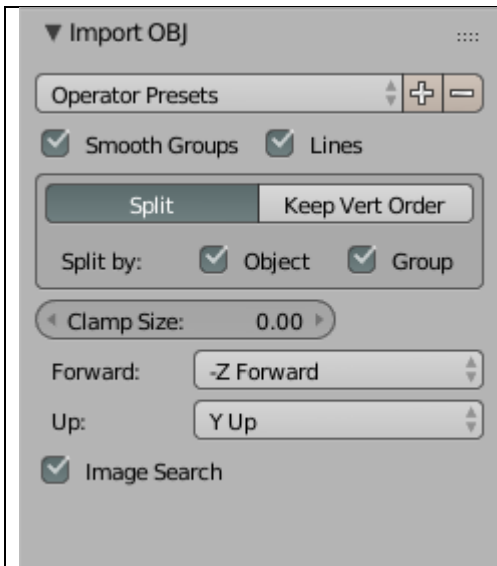 Import OBJ
Operator Presets
Smooth Groups Lines
Split Keep Vert Order
Split by: Object Group
Clamp Size: 0.00
Forward: -Z Forward
Up: Y Up
Image Search